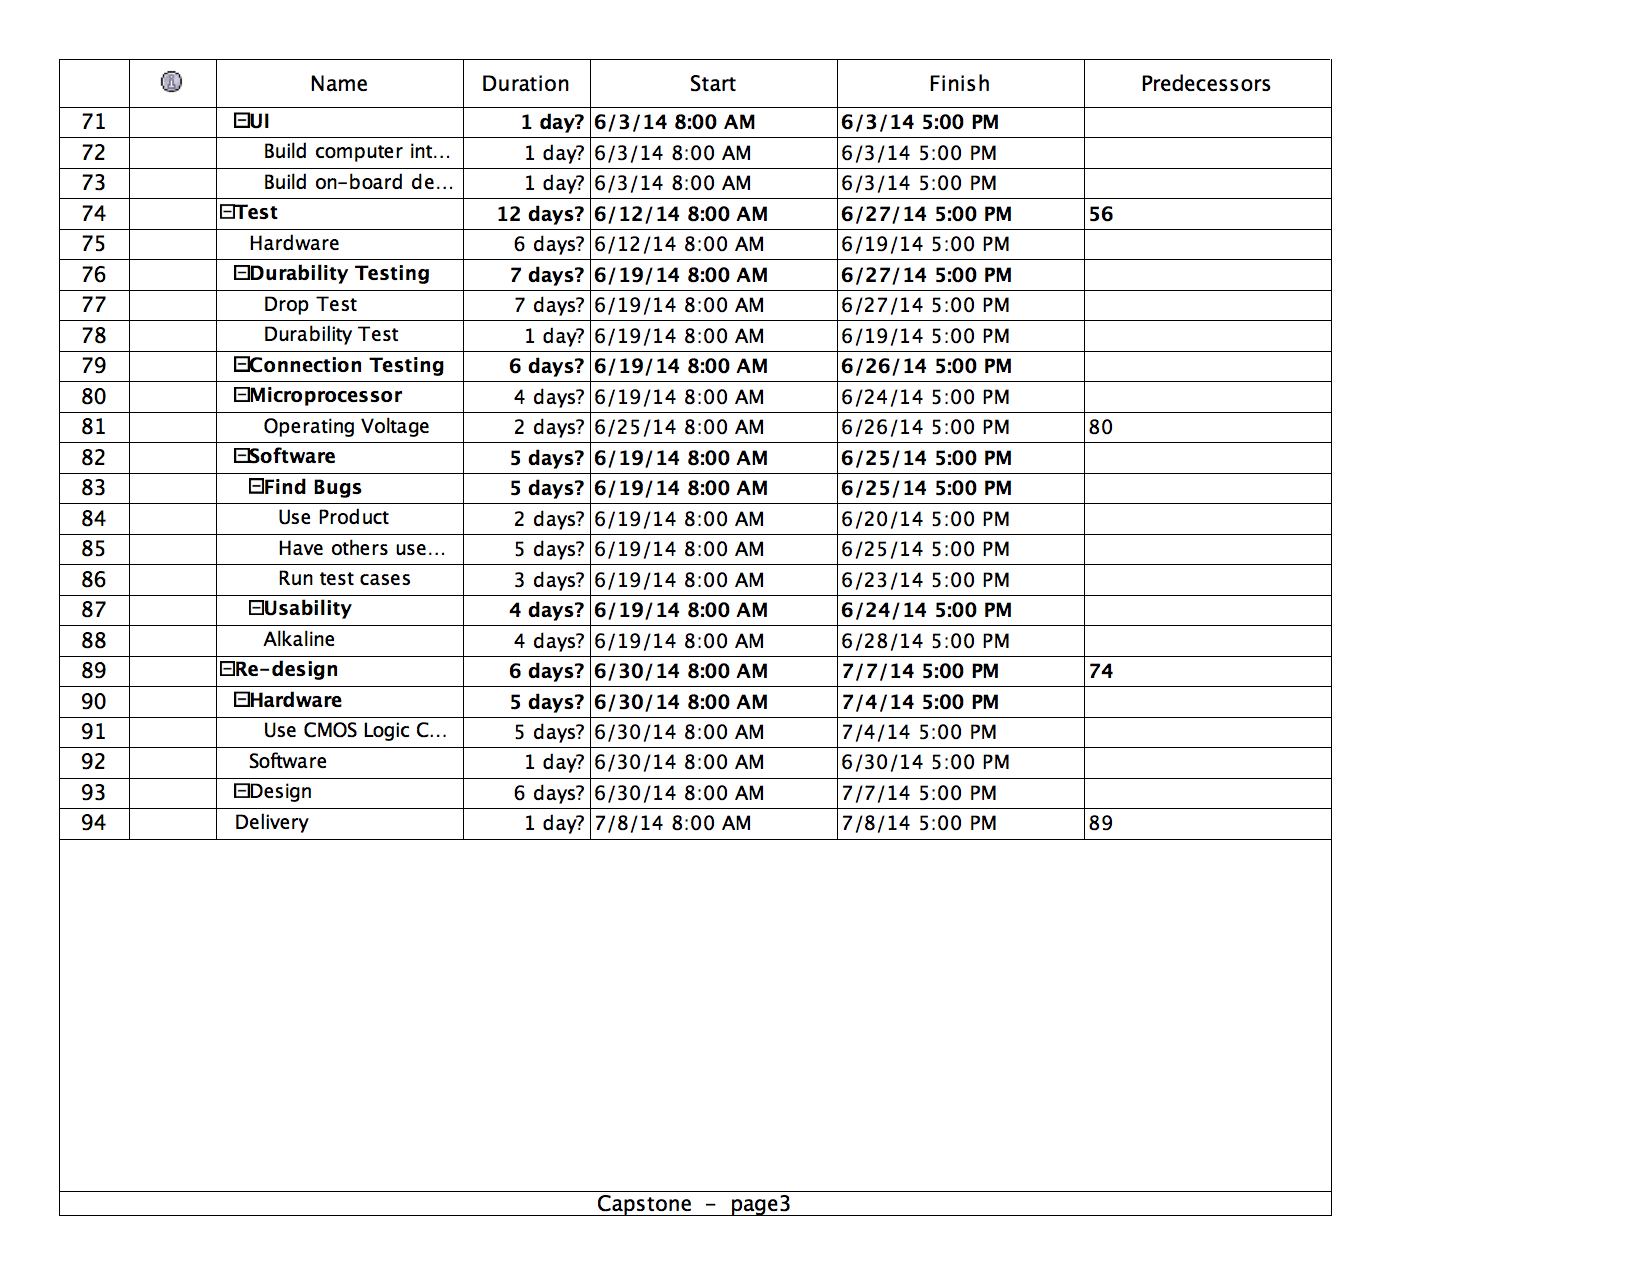 Name Duration Start Finish Predecessors
71 UI 1 day? 6/3/14 8:00 AM 6/3/14 5:00 PM
72 Build computer int... 1 day? 6/3/14 8:00 AM 6/3/14 5:00 PM
73 Build on-board de... 1 day? 6/3/14 8:00 AM 6/3/14 5:00 PM
74 Test 12 days? 6/12/14 8:00 AM 6/27/14 5:00 PM 56
75 Hardware 6 days? 6/12/14 8:00 AM 6/19/14 5:00 PM
76 Durability Testing 7 days? 6/19/14 8:00 AM 6/27/14 5:00 PM
77 Drop Test 7 days? 6/19/14 8:00 AM 6/27/14 5:00 PM
78 Durability Test 1 day? 6/19/14 8:00 AM 6/19/14 5:00 PM
79 Connection Testing 6 days? 6/19/14 8:00 AM 6/26/14 5:00 PM
80 Microprocessor 4 days? 6/19/14 8:00 AM 6/24/14 5:00 PM
81 Operating Voltage 2 days? 6/25/14 8:00 AM 6/26/14 5:00 PM 80
82 Software 5 days? 6/19/14 8:00 AM 6/25/14 5:00 PM
83 Find Bugs 5 days? 6/19/14 8:00 AM 6/25/14 5:00 PM
84 Use Product 2 days? 6/19/14 8:00 AM 6/20/14 5:00 PM
85 Have others use... 5 days? 6/19/14 8:00 AM 6/25/14 5:00 PM
86 Run test cases 3 days? 6/19/14 8:00 AM 6/23/14 5:00 PM
87 Usability 4 days? 6/19/14 8:00 AM 6/24/14 5:00 PM
88 Alkaline 4 days? 6/19/14 8:00 AM 6/28/14 5:00 PM
89 Re-design 6 days? 6/30/14 8:00 AM 7/7/14 5:00 PM 74
90 Hardware 5 days? 6/30/14 8:00 AM 7/4/14 5:00 PM
91 Use CMOS Logic C... 5 days? 6/30/14 8:00 AM 7/4/14 5:00 PM
92 Software 1 day? 6/30/14 8:00 AM 6/30/14 5:00 PM
93 Design 6 days? 6/30/14 8:00 AM 7/7/14 5:00 PM
94 Delivery 1 day? 7/8/14 8:00 AM 7/8/14 5:00 PM 89
Capstone - page3